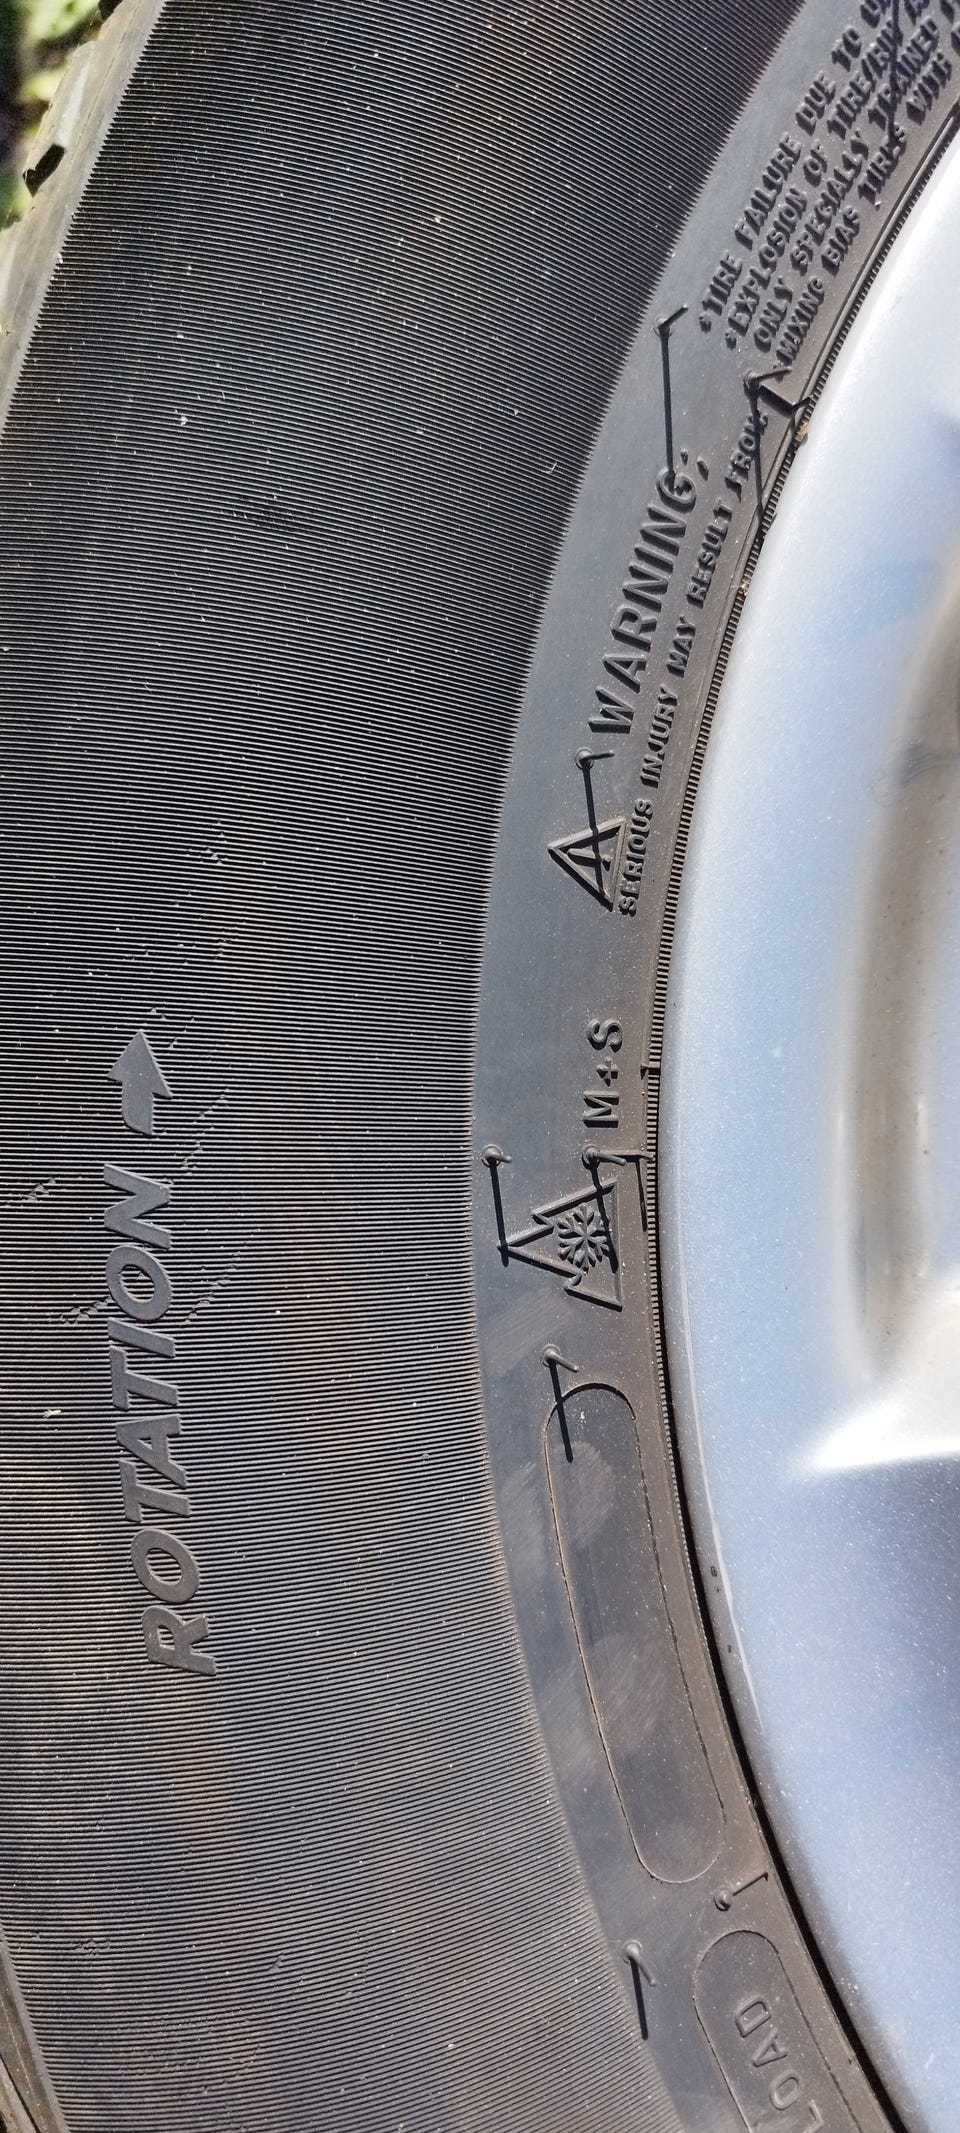 ROTATION
M+S
WARNING
SERIOUS INJURY MAY RESULT FROM:
•TIRE FAILURE DUE TO
•EXPLOSION OF TIRE/RIM
ONLY SPECIALLY TRAINED
MIXING BIAS TIRES WITH
LOAD